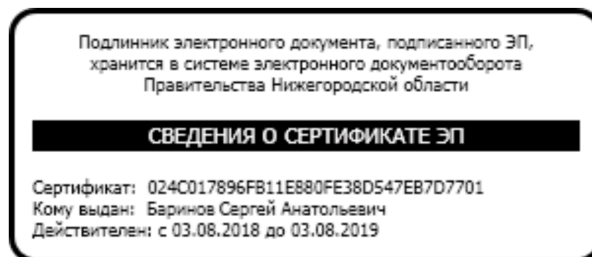 Подлинник электронного документа, подписанного ЭП,
хранится в системе электронного документооборота
Правительства Нижегородской области
СВЕДЕНИЯ О СЕРТИФИКАТЕ ЭП
Сертификат: 024C017896FB11E880FE38D547EB7D7701
Кому выдан: Баринов Сергей Анатольевич
Действителен: с 03.08.2018 до 03.08.2019